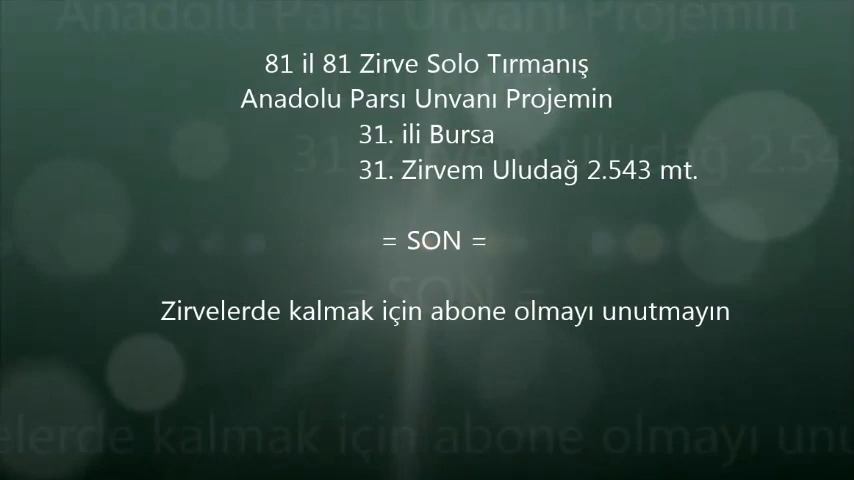 81 il 81 Zirve Solo Tırmanış
Anadolu Parsı Unvanı Projemin
31. ili Bursa
31. Zirvem Uludağ 2.543 mt.
= SON =
Zirvelerde kalmak için abone olmayı unutmayın